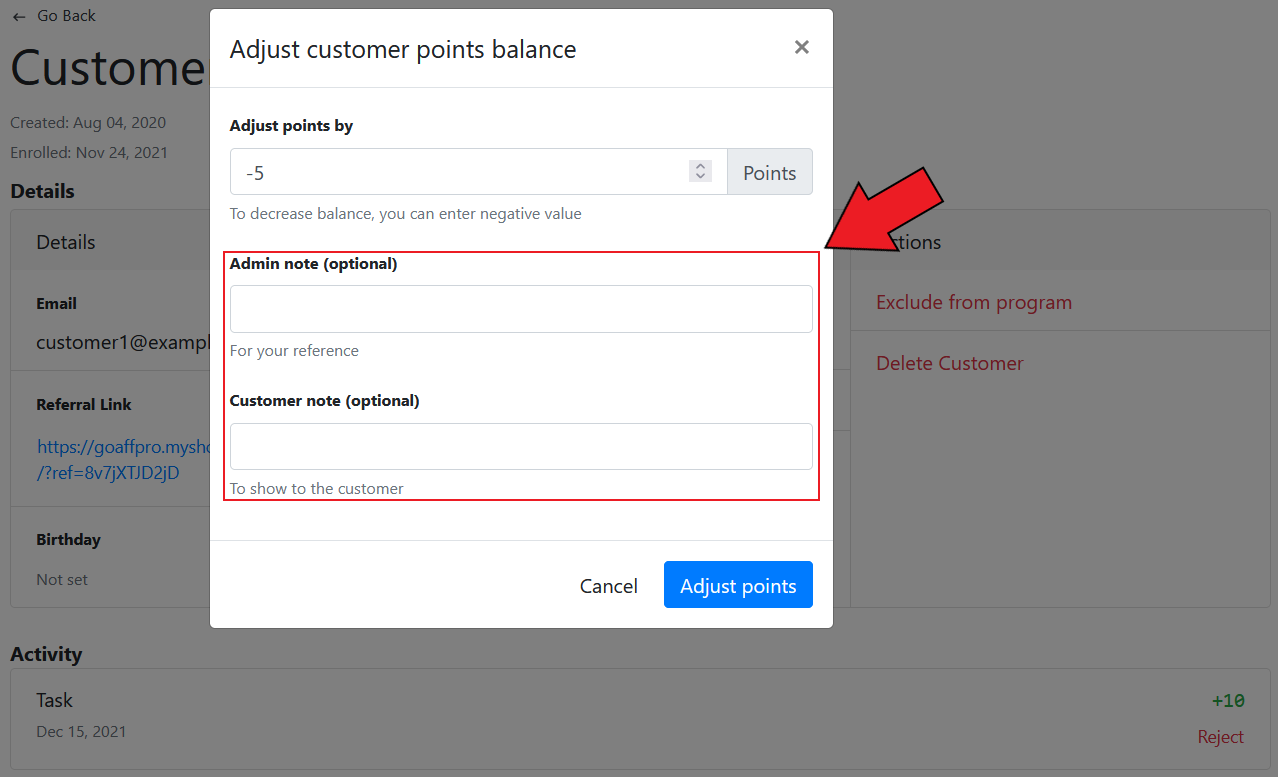 Go Back
Custome
Created: Aug 04, 2020
Enrolled: Nov 24, 2021
Details
Details
Email
customer1@exampl
Referral Link
https://goaffpro.mysho
/?ref=8v7jXTJD2jD
Birthday
Not set
Adjust customer points balance
Adjust points by
-5
Points
To decrease balance, you can enter negative value
Admin note (optional)
For your reference
Customer note (optional)
To show to the customer
Cancel
Adjust points
tions
Exclude from program
Delete Customer
Activity
Task
+10
Dec 15, 2021
Reject